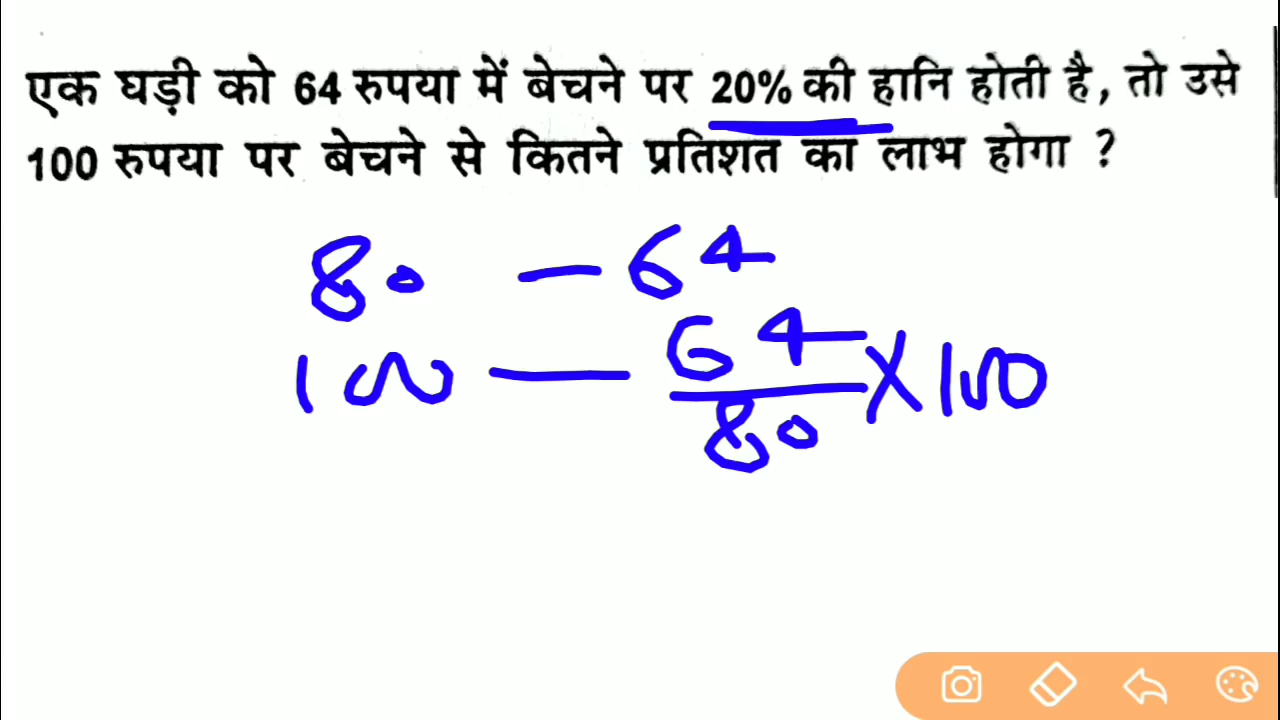 एक घड़ी को 64 रुपया में बेचने पर 20% की हानि होती है, तो उसे
100 रुपया पर बेचने से कितने प्रतिशत का लाभ होगा ?
80 — 64
100 — 64/80 × 100